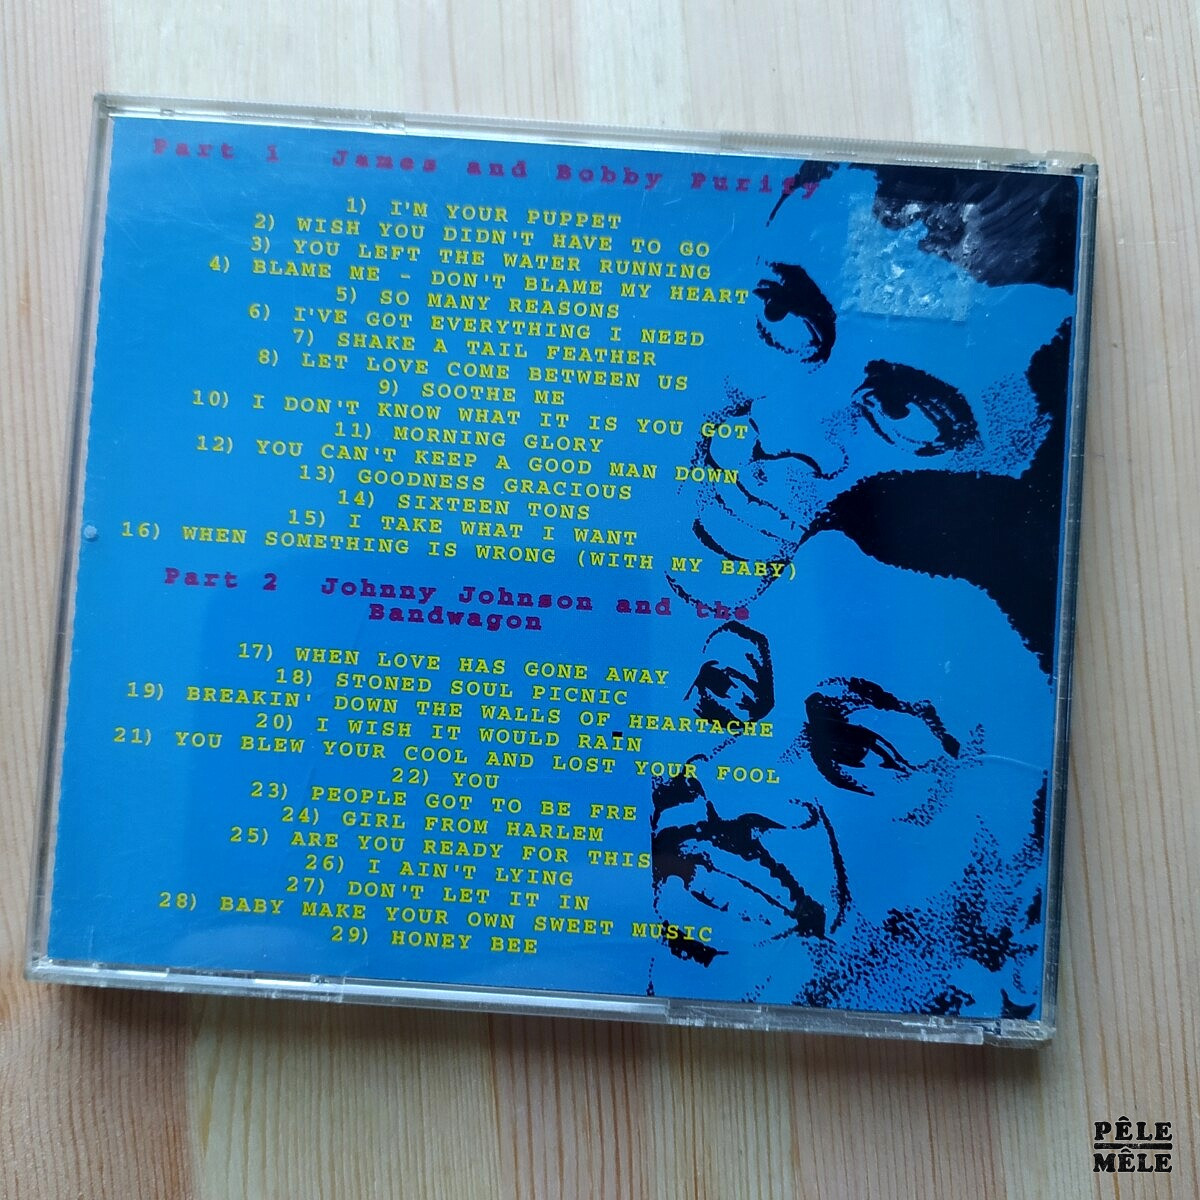 Part 1 James and Bobby Purify
1) I'M YOUR PUPPET
2) WISH YOU DIDN'T HAVE TO GO
3) YOU LEFT THE WATER RUNNING
4) BLAME ME - DON'T BLAME MY HEART
5) SO MANY REASONS
6) I'VE GOT EVERYTHING I NEED
7) SHAKE A TAIL FEATHER
8) LET LOVE COME BETWEEN US
9) SOOTHE ME
10) I DON'T KNOW WHAT IT IS YOU GOT
11) MORNING GLORY
12) YOU CAN'T KEEP A GOOD MAN DOWN
13) GOODNESS GRACIOUS
14) SIXTEEN TONS
15) I TAKE WHAT I WANT
16) WHEN SOMETHING IS WRONG (WITH MY BABY)
Part 2 Johnny Johnson and the
Bandwagon
17) WHEN LOVE HAS GONE AWAY
18) STONED SOUL PICNIC
19) BREAKIN' DOWN THE WALLS OF HEARTACHE
20) I WISH IT WOULD RAIN
21) YOU BLEW YOUR COOL AND LOST YOUR FOOL
22) YOU
23) PEOPLE GOT TO BE FRE
24) GIRL FROM HARLEM
25) ARE YOU READY FOR THIS
26) I AIN'T LYING
27) DON'T LET IT IN
28) BABY MAKE YOUR OWN SWEET MUSIC
29) HONEY BEE
PÊLE
MÊLE